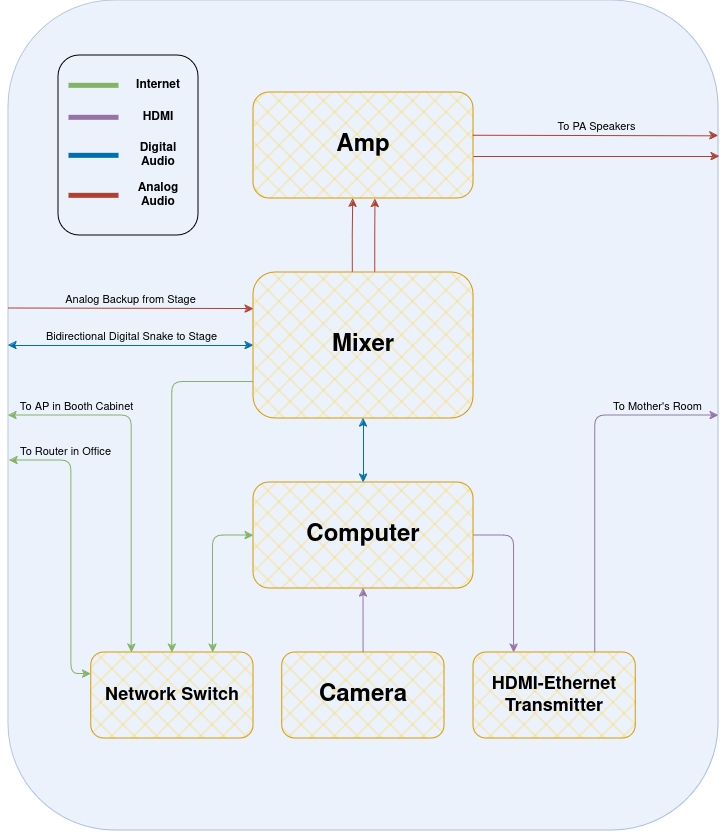 Internet
HDMI
Digital
Audio
Analog
Audio
Amp
To PA Speakers
Analog Backup from Stage
Bidirectional Digital Snake to Stage
Mixer
To AP in Booth Cabinet
To Mother's Room
To Router in Office
Computer
Network Switch
Camera
HDMI-Ethernet
Transmitter